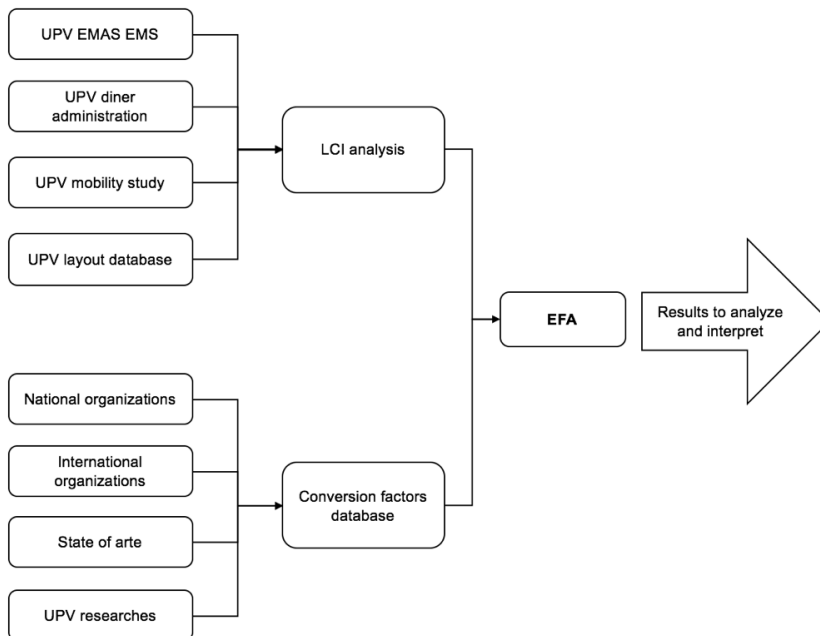 UPV EMAS EMS
UPV diner
administration
UPV mobility study
UPV layout database
LCI analysis
National organizations
International
organizations
State of arte
UPV researches
Conversion factors
database
EFA
Results to analyze
and interpret